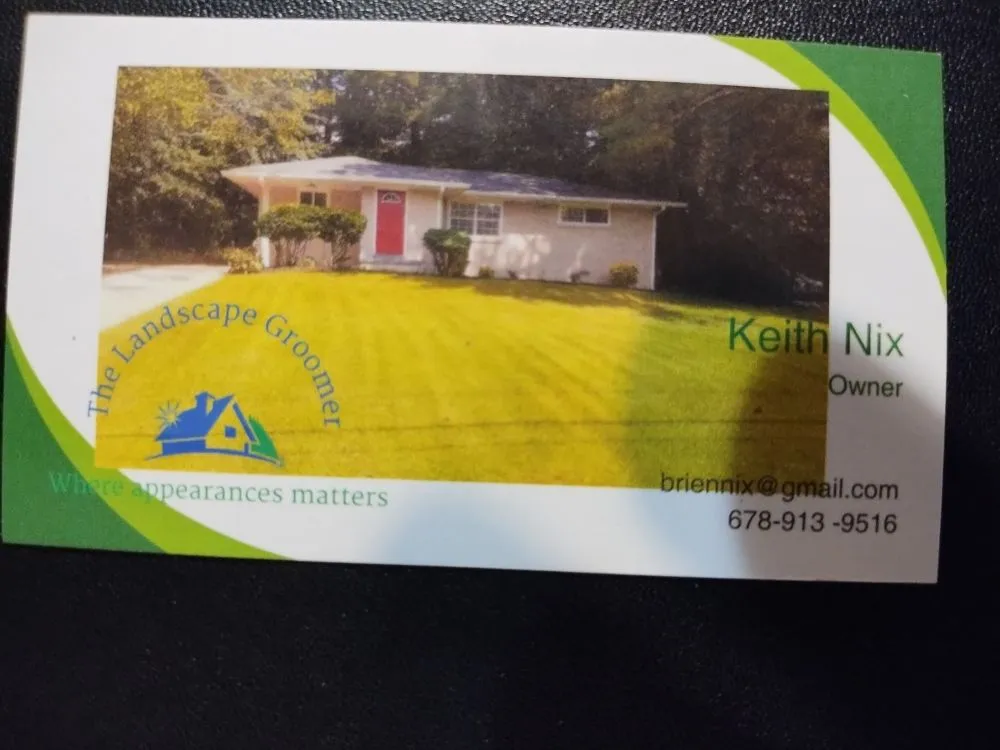 The Landscape Groomer
Where appearances matters
Keith Nix
Owner
briennix@gmail.com
678-913 -9516